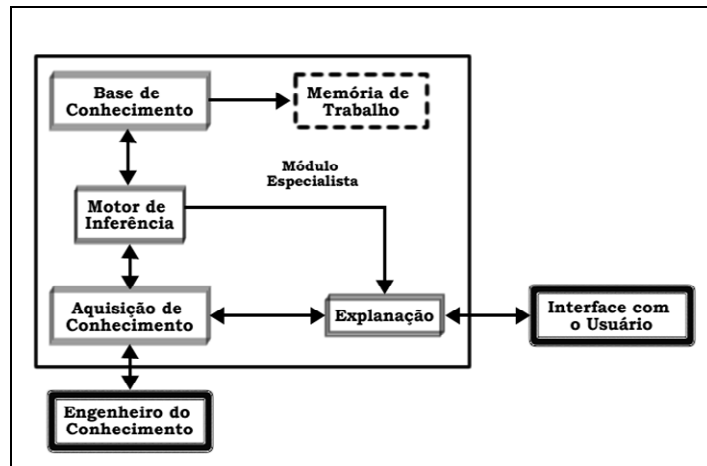 Base de
Conhecimento
Memória de
Trabalho
Módulo
Especialista
Motor de
Inferência
Aquisição de
Conhecimento
Explanação
Interface com
o Usuário
Engenheiro do
Conhecimento